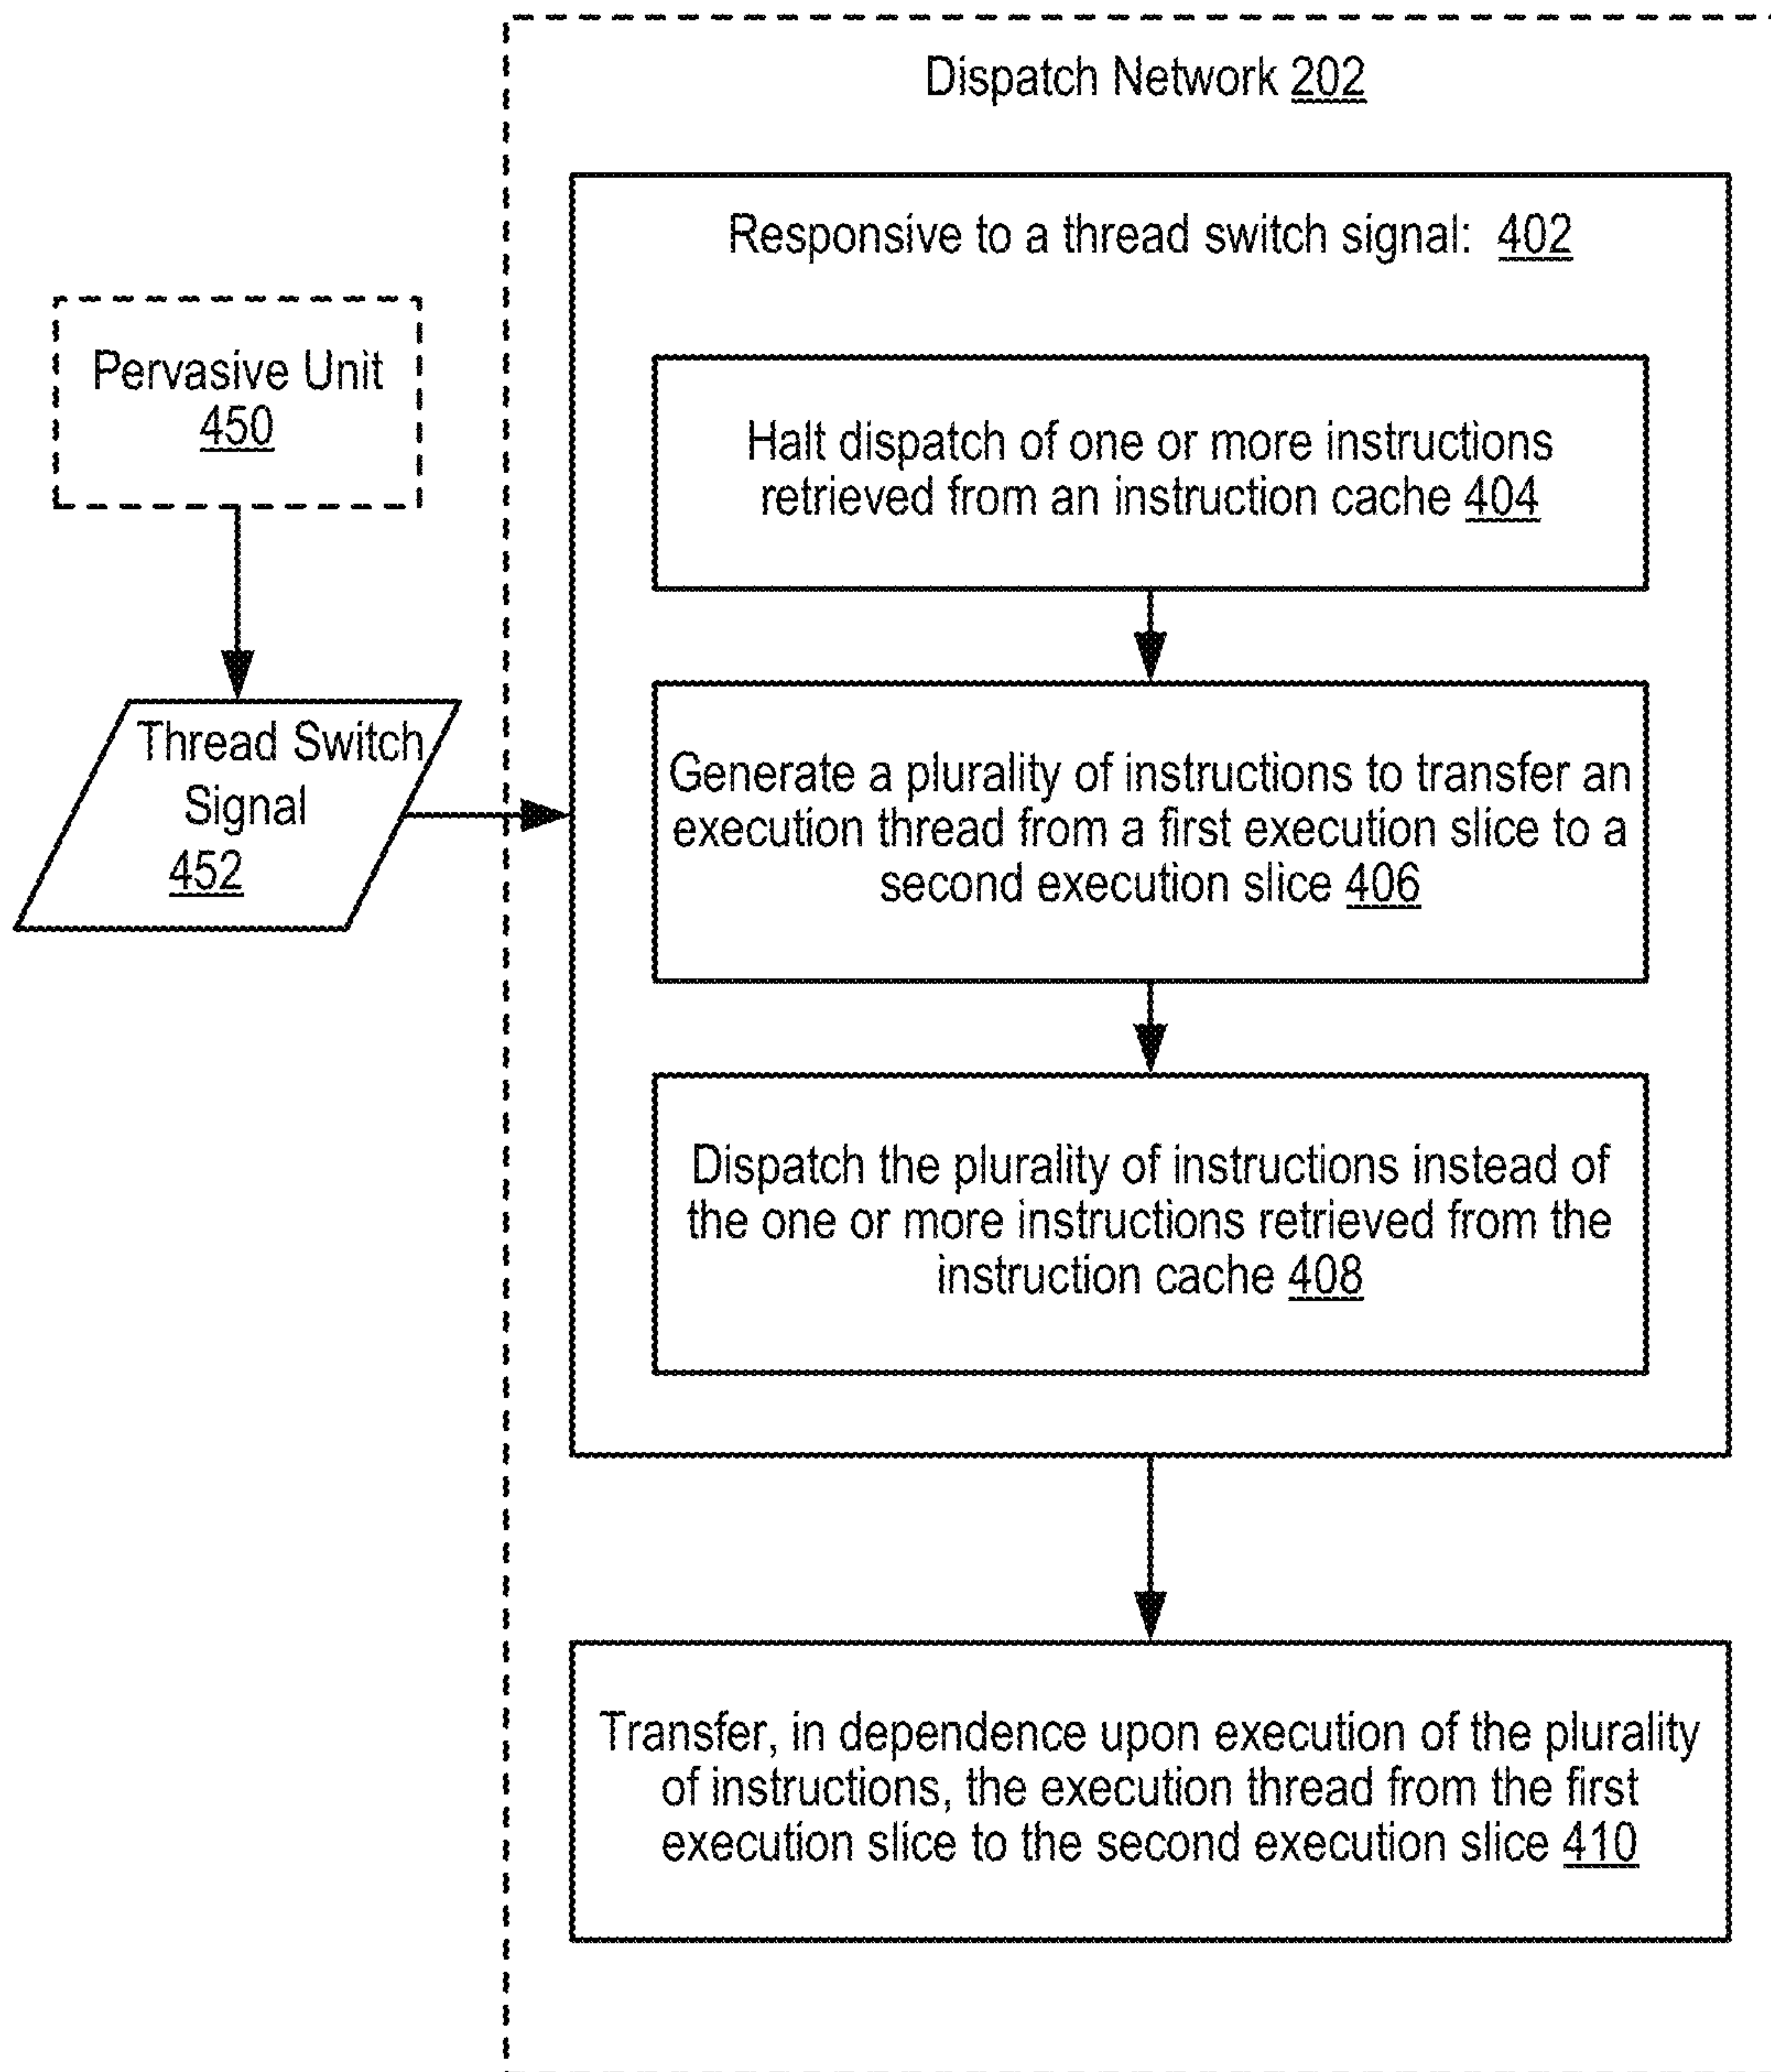 Dispatch Network 202
Responsive to a thread switch signal: 402
Pervasive Unit
450
Halt dispatch of one or more instructions
retrieved from an instruction cache 404
Thread Switch
Signal
452
Generate a plurality of instructions to transfer an
execution thread from a first execution slice to a
second execution slice 406
Dispatch the plurality of instructions instead of
the one or more instructions retrieved from the
instruction cache 408
Transfer, in dependence upon execution of the plurality
of instructions, the execution thread from the first
execution slice to the second execution slice 410